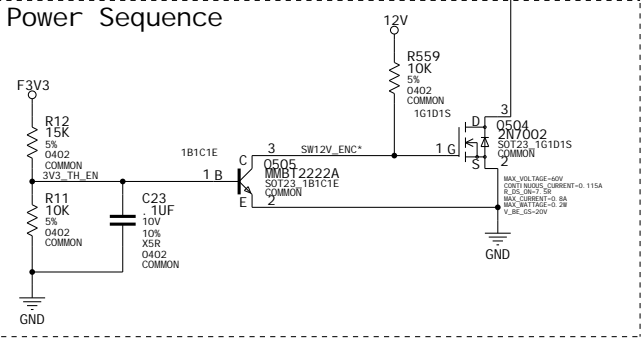 Power Sequence
12V
R559
10K
5%
0402
COMMON
1G1D1S
F3V3
R12
15K
5%
0402
COMMON
3V3_TH_EN
R11
10K
5%
0402
COMMON
GND
C23
.1UF
10V
10%
X5R
0402
COMMON
1B1C1E
1 B
C
3
Q505
MMBT2222A
SOT23_1B1C1E
COMMON
E
2
SW12V_ENC*
1 G
D
3
Q504
2N7002
SOT23_1G1D1S
COMMON
S
2
MAX_VOLTAGE=60V
CONTINUOUS_CURRENT=0.115A
R_DS_ON=7.5R
MAX_CURRENT=0.8A
MAX_WATTAGE=0.2W
V_BE_GS=20V
GND